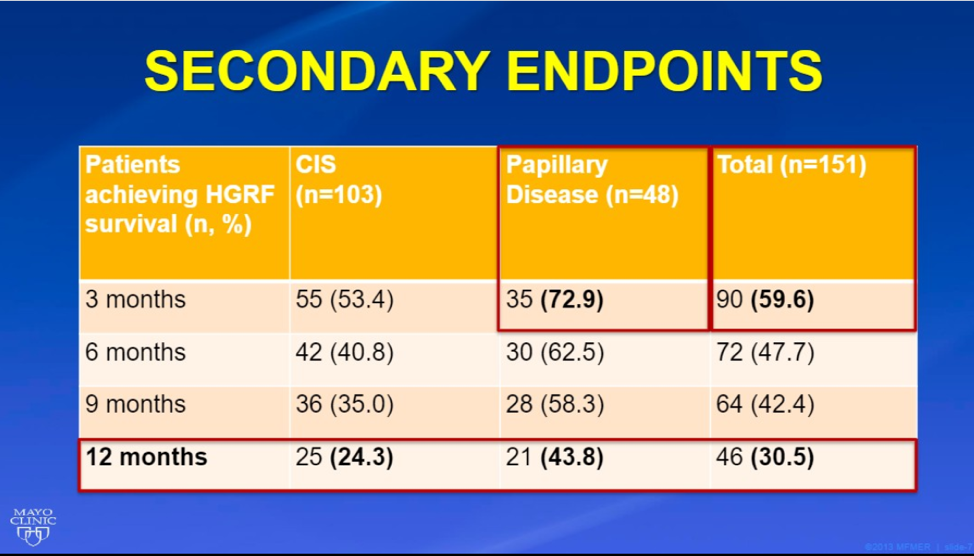 SECONDARY ENDPOINTS
Patients achieving HGRF survival (n, %) CIS (n=103) Papillary Disease (n=48) Total (n=151)
3 months 55 (53.4) 35 (72.9) 90 (59.6)
6 months 42 (40.8) 30 (62.5) 72 (47.7)
9 months 36 (35.0) 28 (58.3) 64 (42.4)
12 months 25 (24.3) 21 (43.8) 46 (30.5)
MAYO
CLINIC
©2013 MFMER | slide-